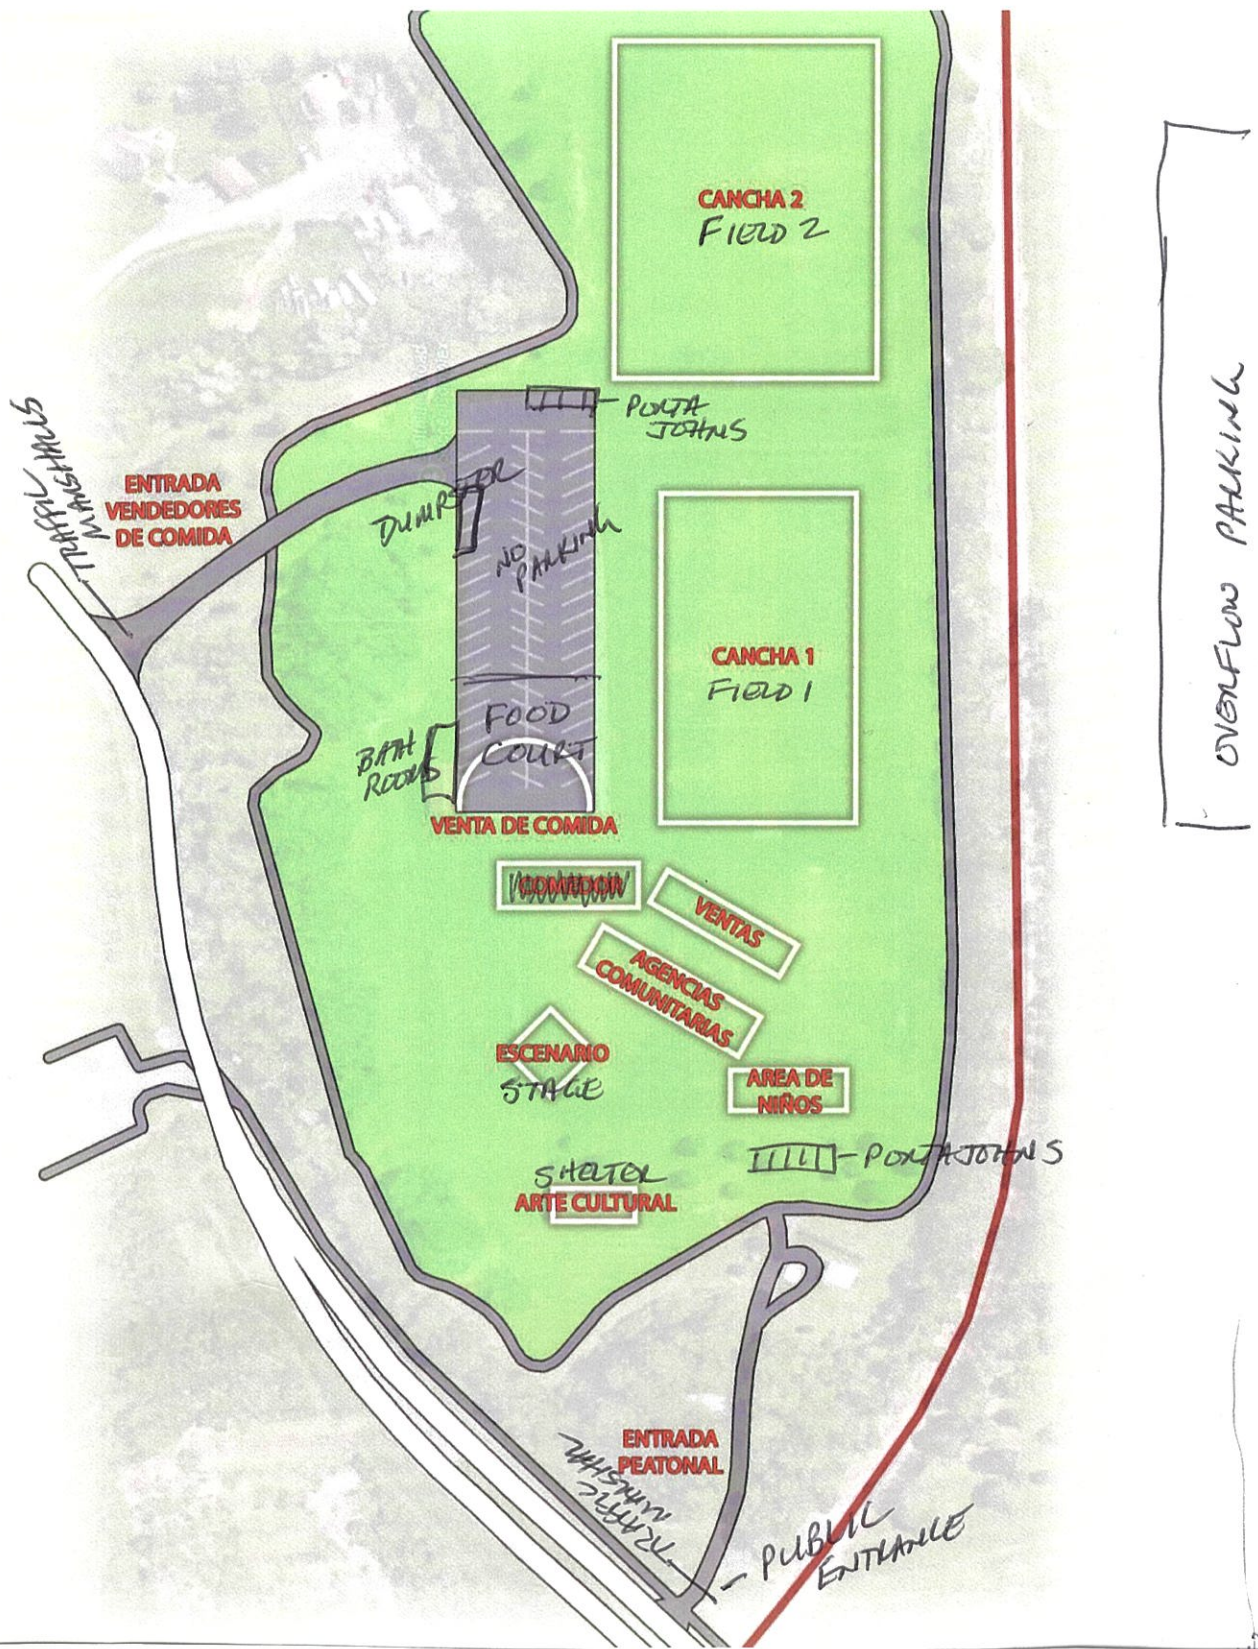 CANCHA 2
FIELD 2
PORTA
JOHNS
OVERFLOW PARKING
TRAFFIC
MARSHALLS
ENTRADA
VENDEDORES
DE COMIDA
DUMPSTER
NO
PARKING
CANCHA 1
FIELD 1
FOOD
COURT
BATH
ROOMS
VENTA DE COMIDA
COMEDOR
VENTAS
AGENCIAS
COMUNITARIAS
ESCENARIO
STAGE
AREA DE
NIÑOS
PORTAJOHNS
SHELTER
ARTE CULTURAL
ENTRADA
PEATONAL
TRAFFIC
PUBLIC
ENTRANCE